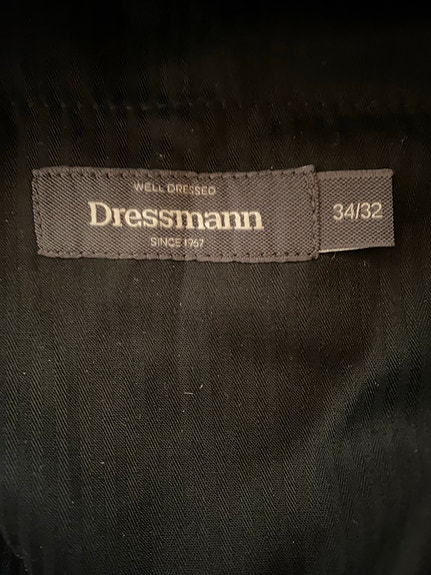 WELL DRESSED
Dressmann
SINCE 1967
34/32